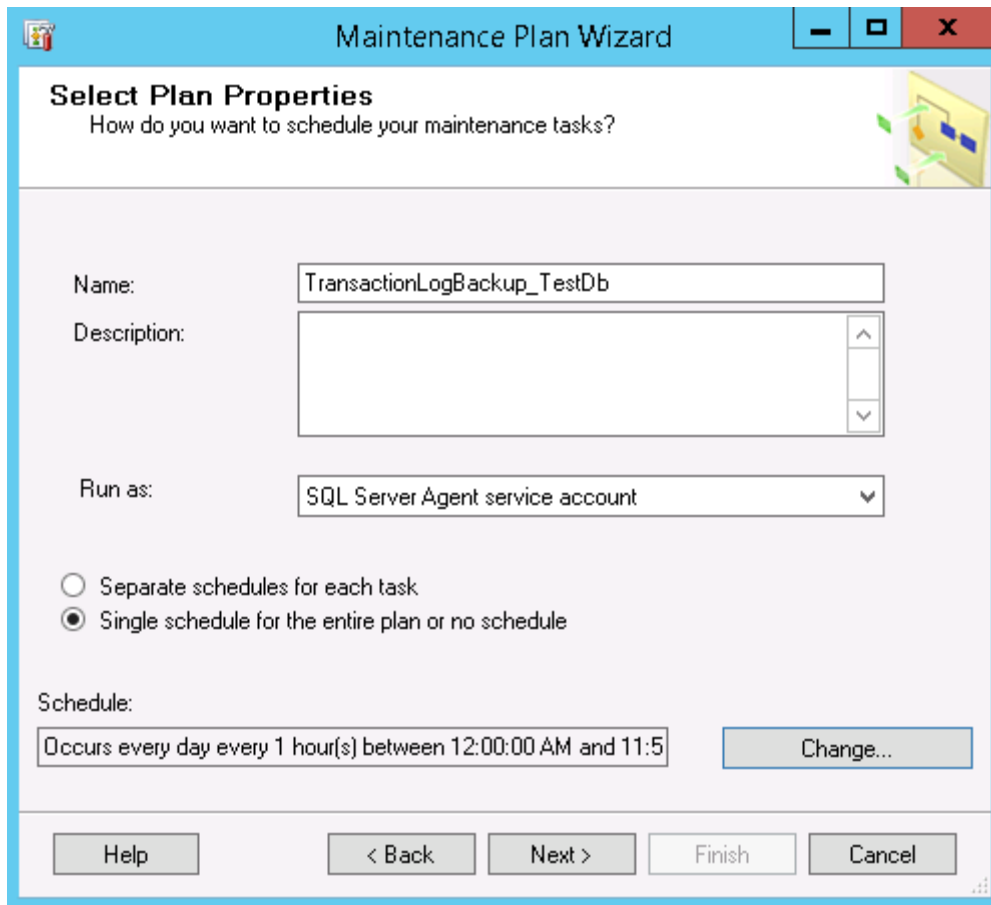 Maintenance Plan Wizard
Select Plan Properties
How do you want to schedule your maintenance tasks?
Name:
TransactionLogBackup_TestDb
Description:
Run as:
SQL Server Agent service account
Separate schedules for each task
Single schedule for the entire plan or no schedule
Schedule:
Occurs every day every 1 hour(s) between 12:00:00 AM and 11:5
Change...
Help
< Back
Next >
Finish
Cancel